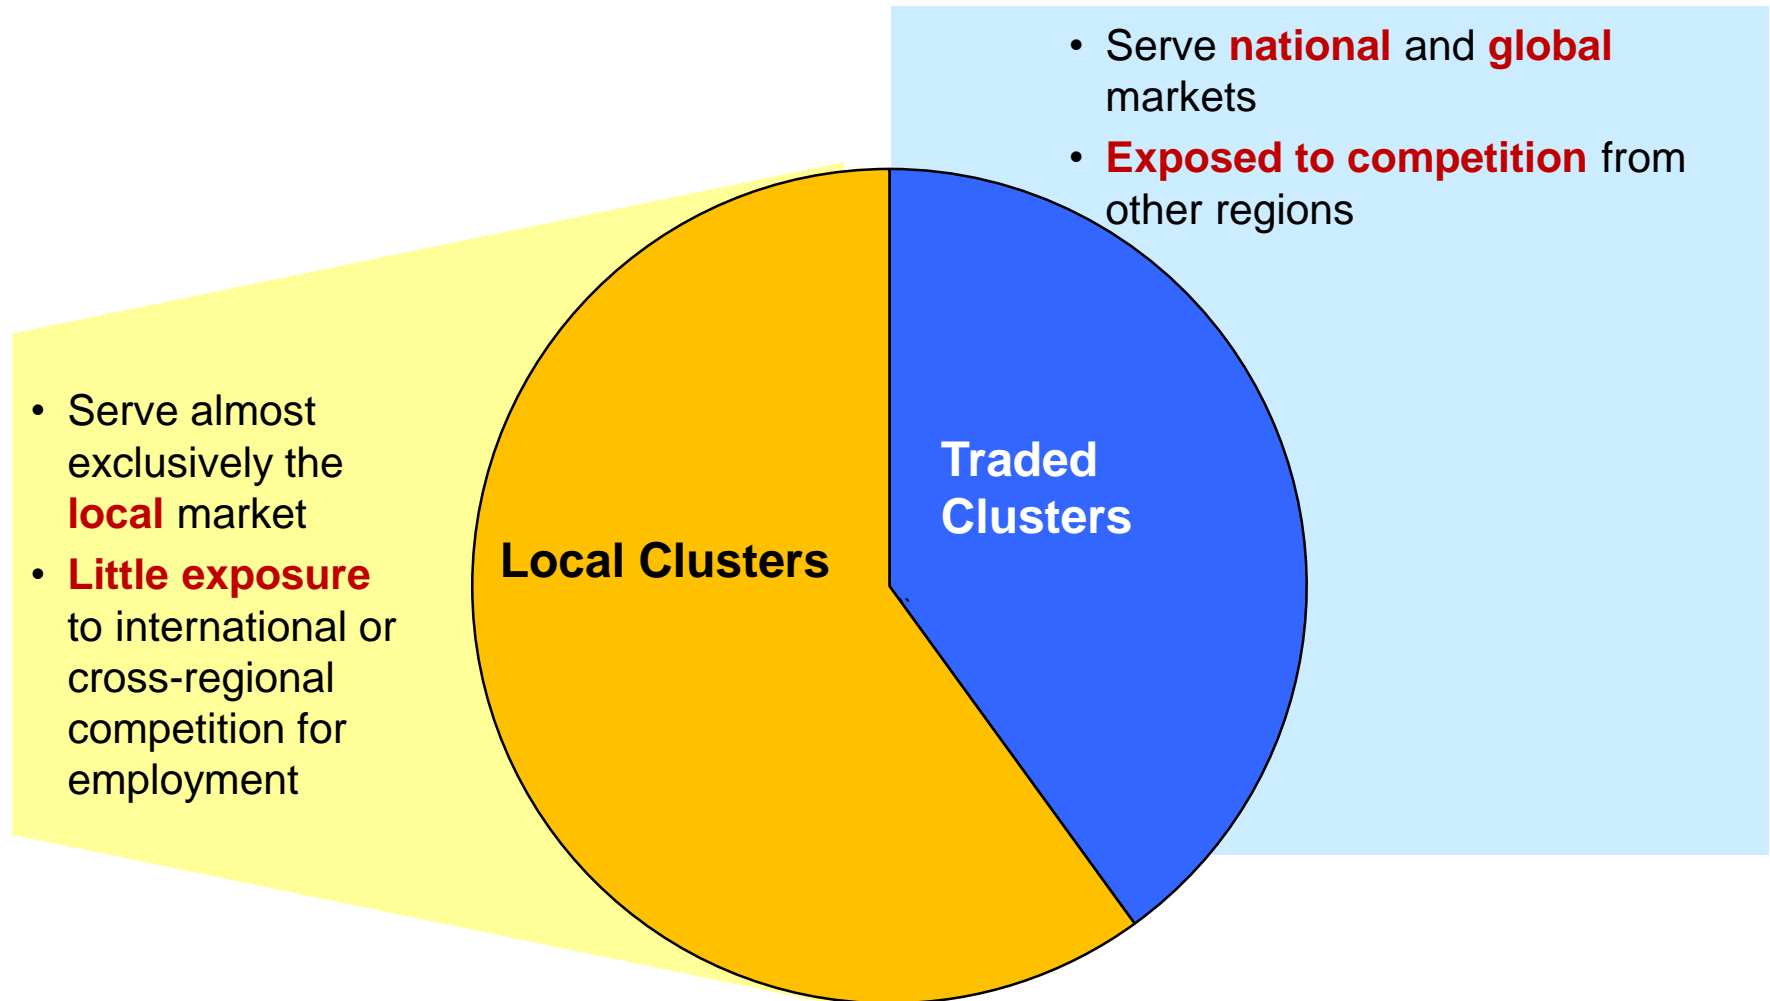 • Serve national and global
markets
• Exposed to competition from
other regions
• Serve almost
exclusively the
local market
• Little exposure
to international or
cross-regional
competition for
employment
Local Clusters
Traded
Clusters